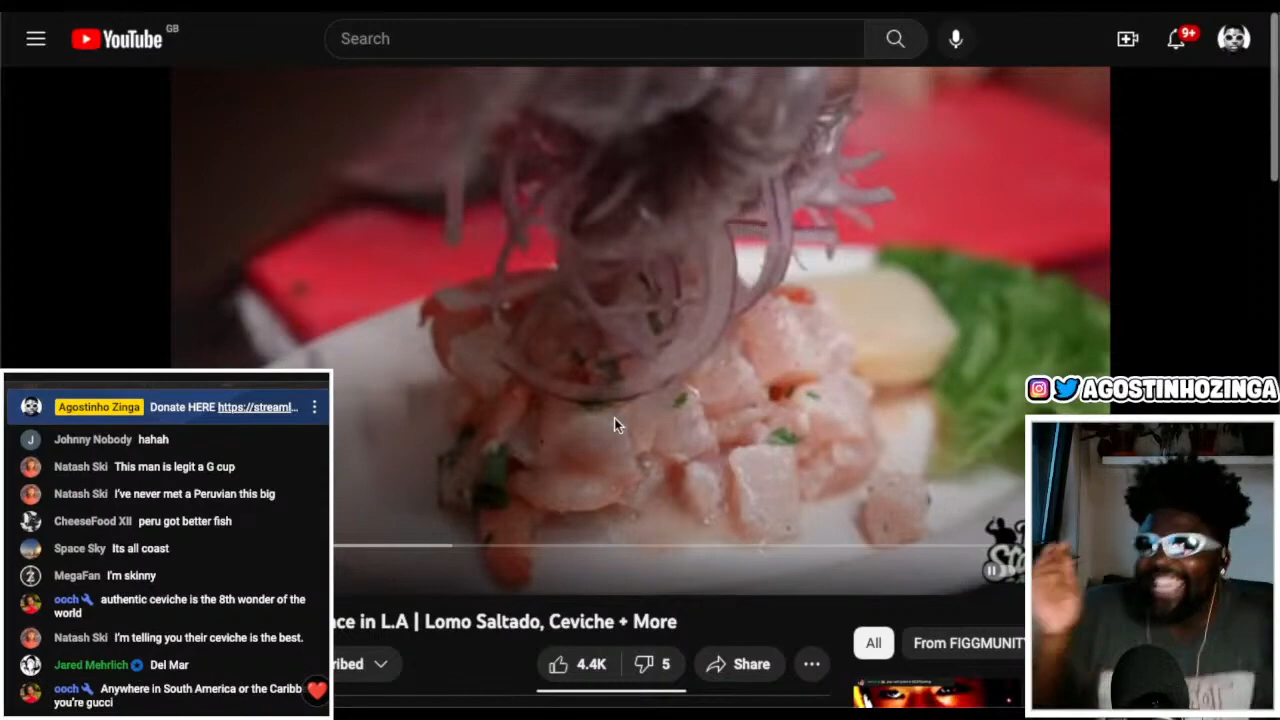 YouTube GB
Search
9+
Agostinho Zinga Donate HERE https://streaml...
Johnny Nobody hahah
Natash Ski This man is legit a G cup
Natash Ski I've never met a Peruvian this big
CheeseFood XII peru got better fish
Space Sky Its all coast
MegaFan I'm skinny
ooch authentic ceviche is the 8th wonder of the
world
Natash Ski I'm telling you their ceviche is the best.
Jared Mehrlich Del Mar
ooch Anywhere in South America or the Caribb
you're gucci
AGOSTINHOZINGA
ce in L.A | Lomo Saltado, Ceviche + More
ribed
4.4K
5
Share
All
From FIGGMUNIT